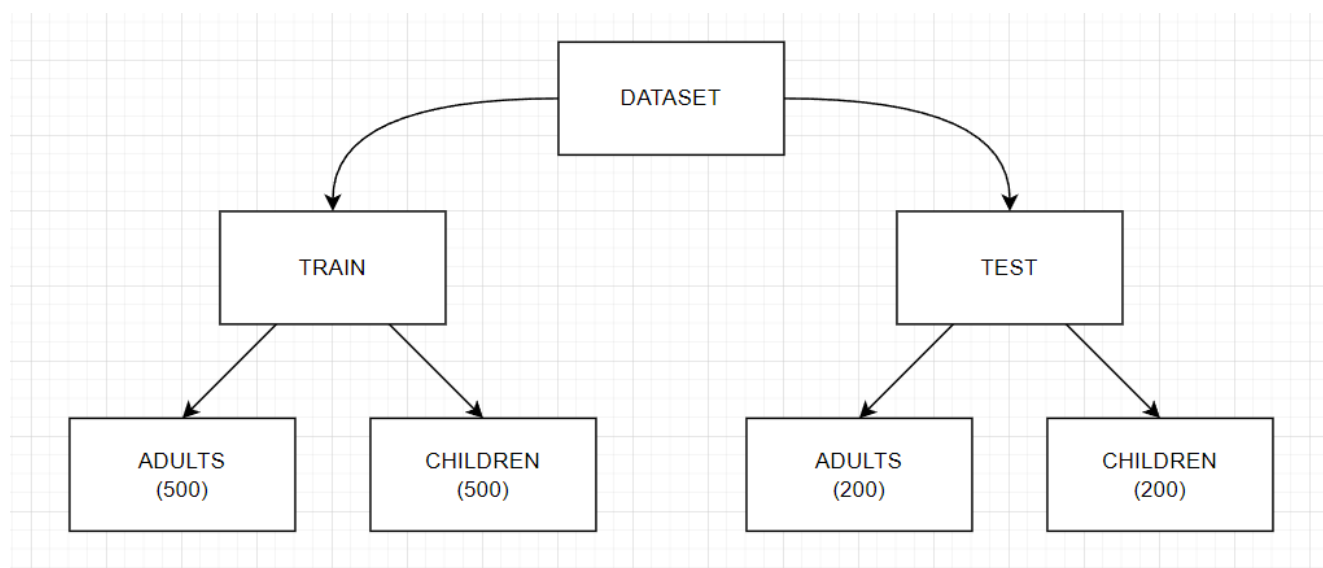 DATASET
TRAIN
TEST
ADULTS
(500)
CHILDREN
(500)
ADULTS
(200)
CHILDREN
(200)